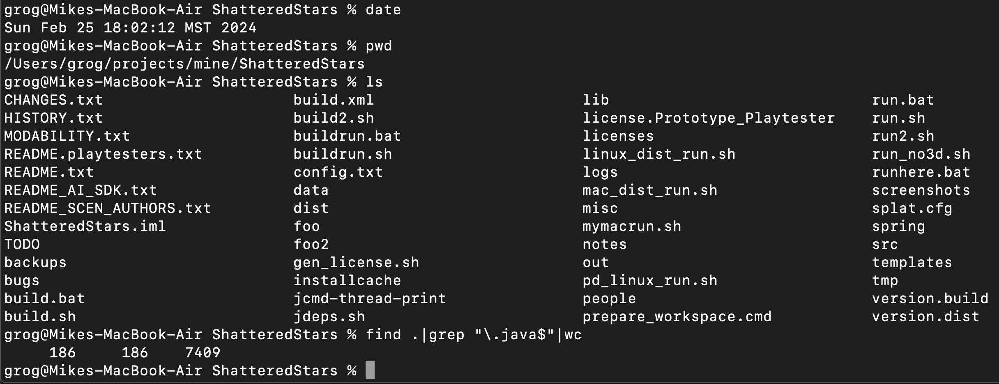 grog@Mikes-MacBook-Air ShatteredStars % date
Sun Feb 25 18:02:12 MST 2024
grog@Mikes-MacBook-Air ShatteredStars % pwd
/Users/grog/projects/mine/ShatteredStars
grog@Mikes-MacBook-Air ShatteredStars % ls
CHANGES.txt build.xml lib run.bat
HISTORY.txt build2.sh license.Prototype_Playtester run.sh
MODABILITY.txt buildrun.bat licenses run2.sh
README.playtesters.txt buildrun.sh linux_dist_run.sh run_no3d.sh
README.txt config.txt logs runhere.bat
README_AI_SDK.txt data mac_dist_run.sh screenshots
README_SCEN_AUTHORS.txt dist misc splat.cfg
ShatteredStars.iml foo mymacrun.sh spring
TODO foo2 notes src
backups gen_license.sh out templates
bugs installcache pd_linux_run.sh tmp
build.bat jcmd-thread-print people version.build
build.sh jdeps.sh prepare_workspace.cmd version.dist
grog@Mikes-MacBook-Air ShatteredStars % find .|grep "\.java$"|wc
186 186 7409
grog@Mikes-MacBook-Air ShatteredStars %